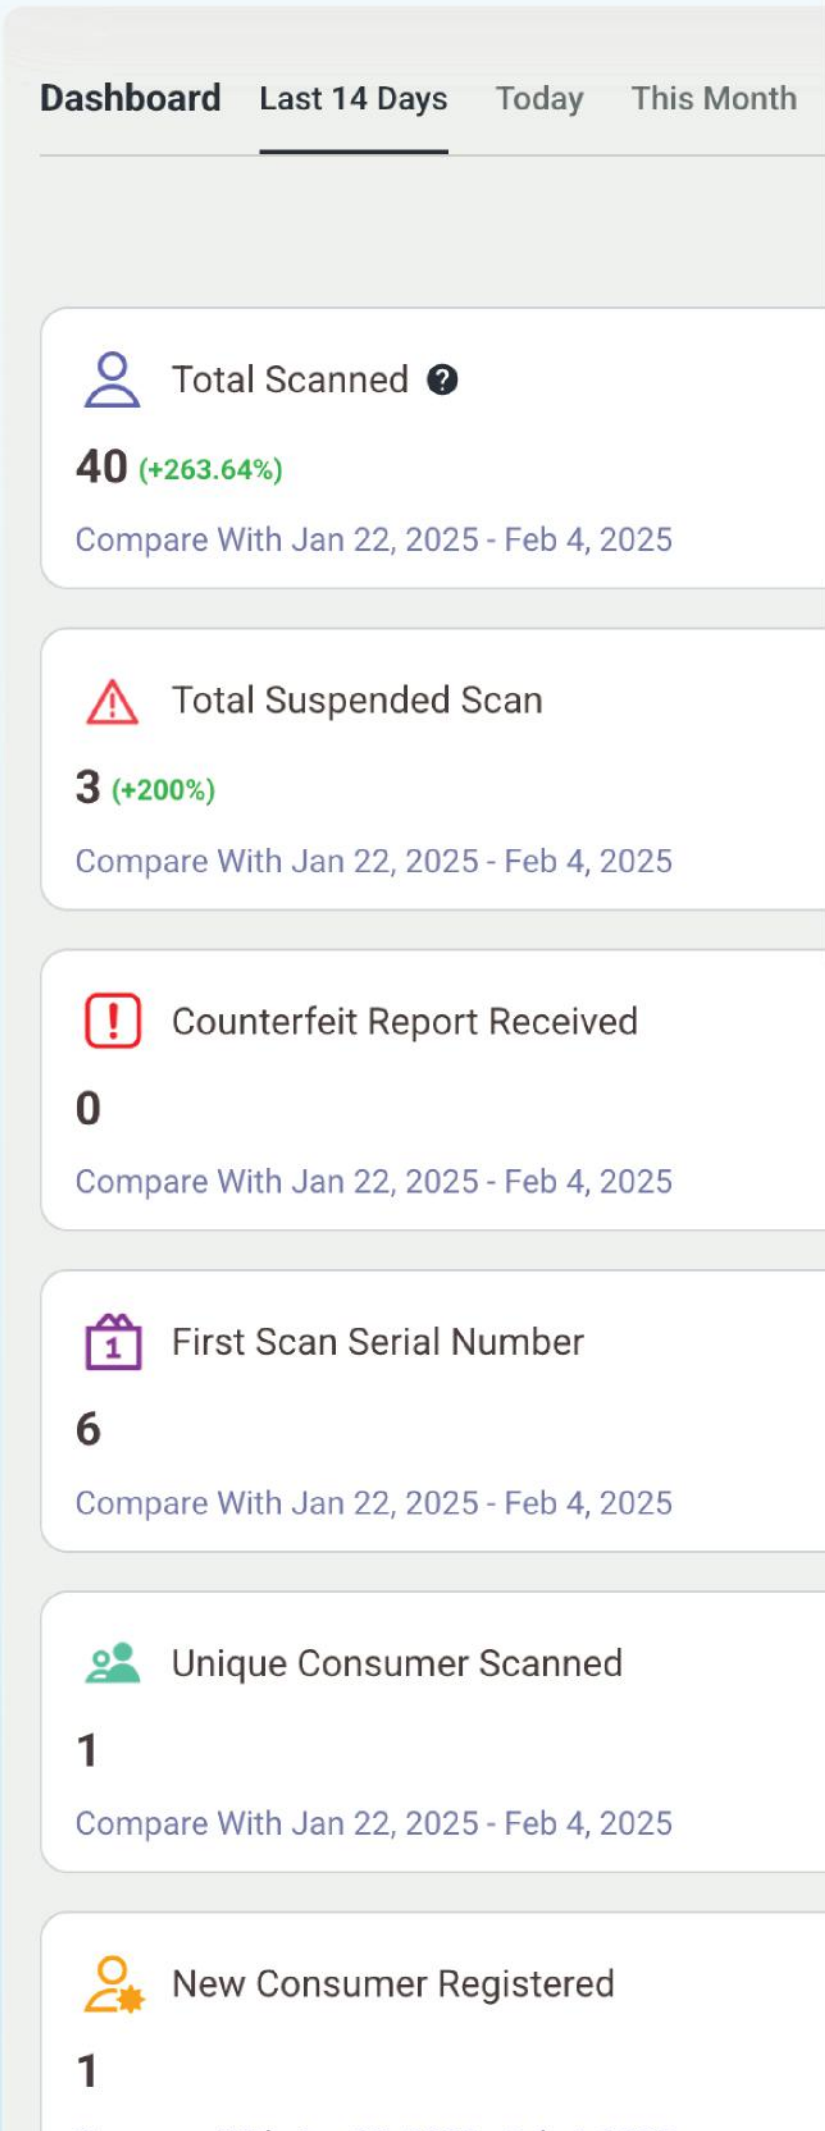 Dashboard Last 14 Days Today This Month
Total Scanned ?
40 (+263.64%)
Compare With Jan 22, 2025 - Feb 4, 2025
Total Suspended Scan
3 (+200%)
Compare With Jan 22, 2025 - Feb 4, 2025
Counterfeit Report Received
0
Compare With Jan 22, 2025 - Feb 4, 2025
1 First Scan Serial Number
6
Compare With Jan 22, 2025 - Feb 4, 2025
Unique Consumer Scanned
1
Compare With Jan 22, 2025 - Feb 4, 2025
New Consumer Registered
1